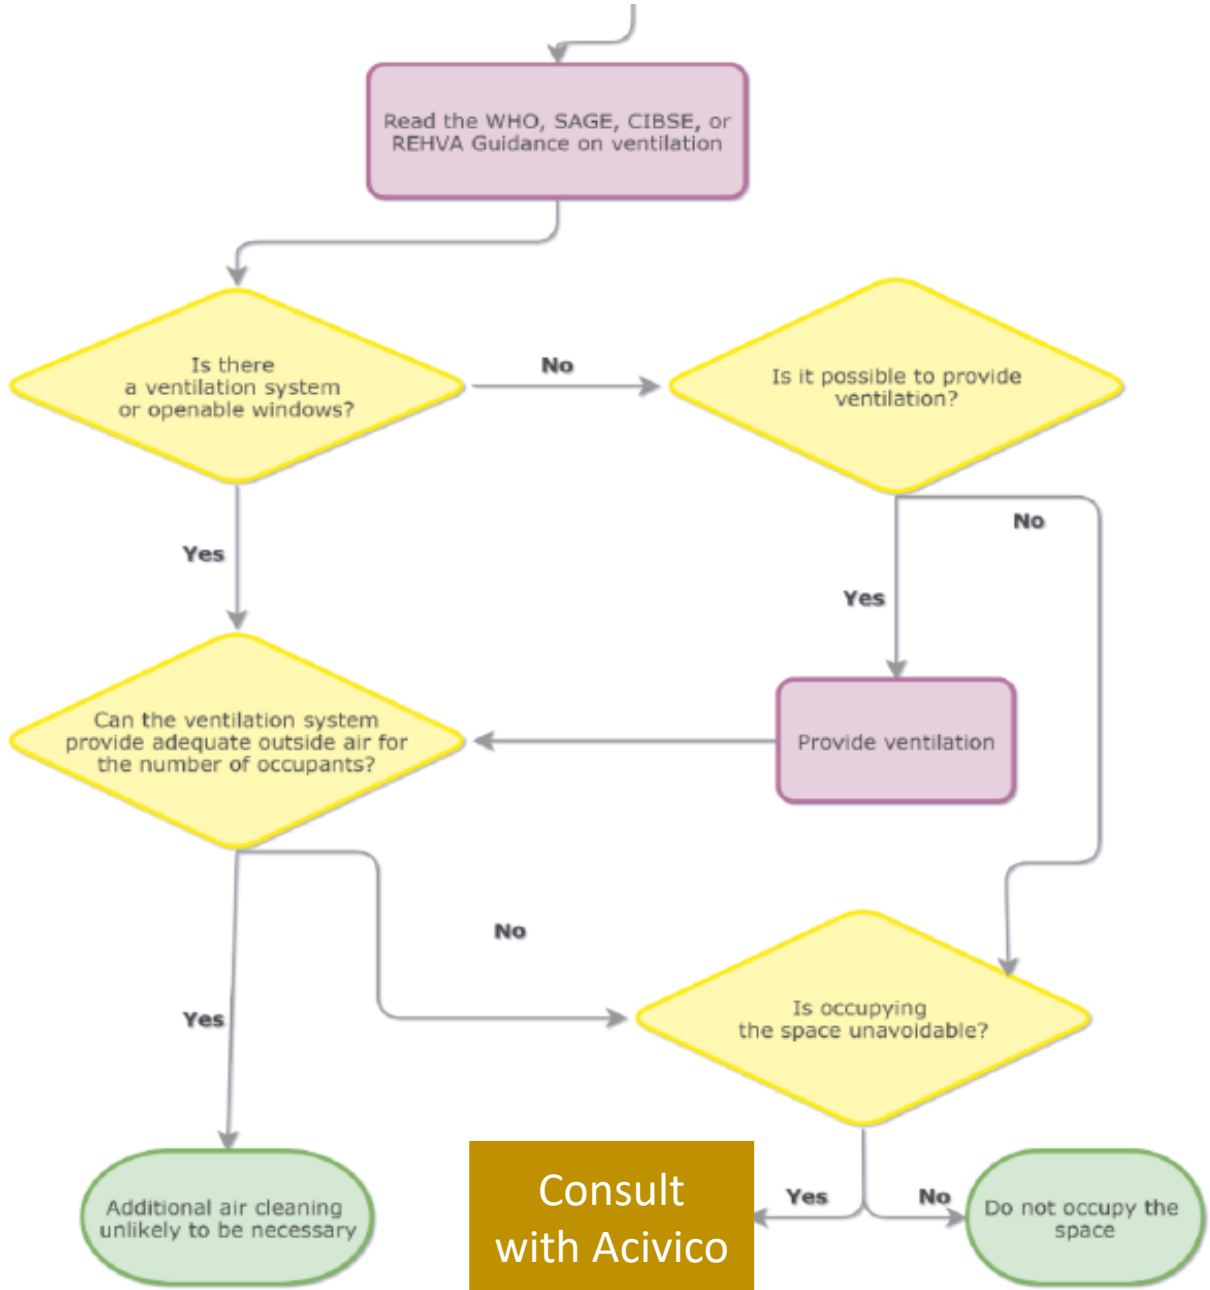 Read the WHO, SAGE, CIBSE, or
REHVA Guidance on ventilation
Is there
a ventilation system
or openable windows?
No
Is it possible to provide
ventilation?
Yes
No
Yes
Can the ventilation system
provide adequate outside air for
the number of occupants?
Provide ventilation
No
Yes
Is occupying
the space unavoidable?
Additional air cleaning
unlikely to be necessary
Consult
with Acivico
Yes
No
Do not occupy the
space